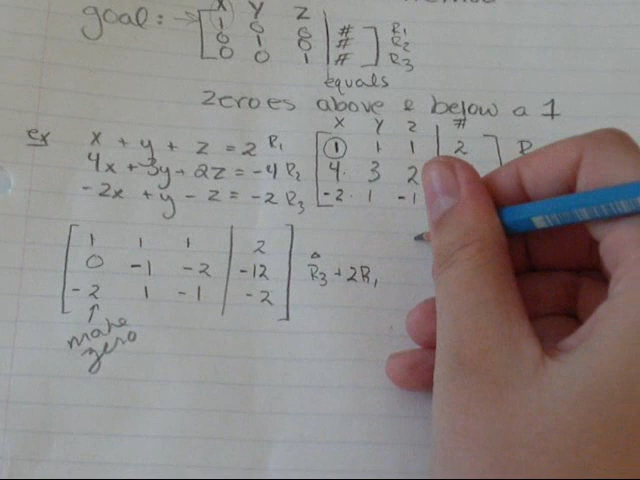 X Y Z
goal: → 1 0 0 # R1
0 1 0 # R2
0 0 1 # R3
equals
zeroes above & below a 1
ex x + y + z = 2 R1
4x + 3y + 2z = -4 R2
-2x + y - z = -2 R3
x y z #
1 1 1 2 R
4 3 2
-2 1 -1
1 1 1 2
0 -1 -2 -12
-2 1 -1 -2
R3 + 2R1
↑
make
zero